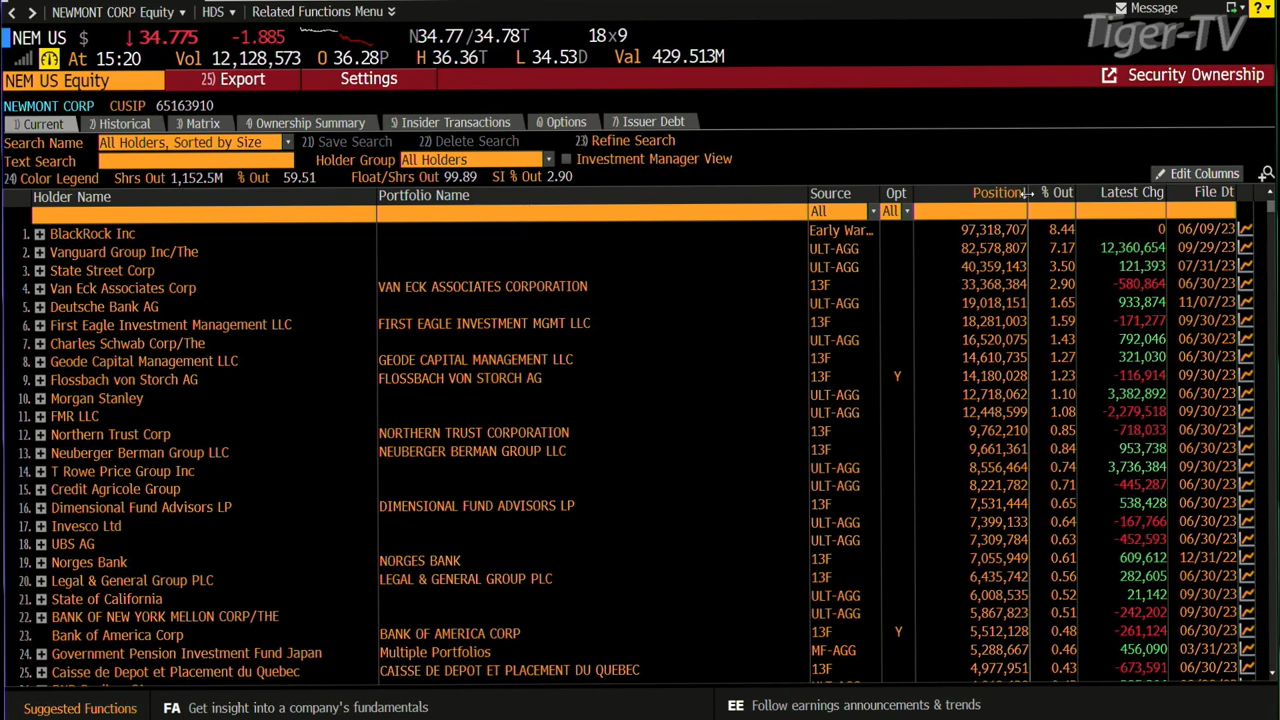 NEWMONT CORP Equity HDS Related Functions Menu Message
Tiger-TV
NEM US $ 34.775 -1.885 N34.77/34.78T 18x9
At 15:20 Vol 12,128,573 O 36.28P H 36.36T L 34.53D Val 429.513M
NEM US Equity 25) Export Settings Security Ownership
NEWMONT CORP CUSIP 65163910
1) Current 2) Historical 3) Matrix 4) Ownership Summary 5) Insider Transactions 6) Options 7) Issuer Debt
Search Name All Holders, Sorted by Size 21) Save Search 22) Delete Search 23) Refine Search
Text Search Holder Group All Holders Investment Manager View
24) Color Legend Shrs Out 1,152.5M % Out 59.51 Float/Shrs Out 99.89 SI % Out 2.90 Edit Columns
Holder Name Portfolio Name Source Opt Position % Out Latest Chg File Dt
All All
1. BlackRock Inc Early War... 97,318,707 8.44 0 06/09/23
2. Vanguard Group Inc/The ULT-AGG 82,578,807 7.17 12,360,654 09/29/23
3. State Street Corp ULT-AGG 40,359,143 3.50 121,393 07/31/23
4. Van Eck Associates Corp VAN ECK ASSOCIATES CORPORATION 13F 33,368,384 2.90 -580,864 09/30/23
5. Deutsche Bank AG ULT-AGG 19,018,151 1.65 933,874 11/07/23
6. First Eagle Investment Management LLC FIRST EAGLE INVESTMENT MGMT LLC 13F 18,281,003 1.59 -171,277 09/30/23
7. Charles Schwab Corp/The ULT-AGG 16,520,075 1.43 792,046 06/30/23
8. Geode Capital Management LLC GEODE CAPITAL MANAGEMENT LLC 13F 14,610,735 1.27 321,030 06/30/23
9. Flossbach von Storch AG FLOSSBACH VON STORCH AG 13F Y 14,180,028 1.23 -116,914 09/30/23
10. Morgan Stanley ULT-AGG 12,718,062 1.10 3,382,892 06/30/23
11. FMR LLC ULT-AGG 12,448,599 1.08 -2,279,518 09/30/23
12. Northern Trust Corp NORTHERN TRUST CORPORATION 13F 9,762,210 0.85 -718,033 06/30/23
13. Neuberger Berman Group LLC NEUBERGER BERMAN GROUP LLC 13F 9,661,361 0.84 953,738 06/30/23
14. T Rowe Price Group Inc ULT-AGG 8,556,464 0.74 3,736,384 09/30/23
15. Credit Agricole Group ULT-AGG 8,221,782 0.71 -445,287 06/30/23
16. Dimensional Fund Advisors LP DIMENSIONAL FUND ADVISORS LP 13F 7,531,444 0.65 538,428 06/30/23
17. Invesco Ltd ULT-AGG 7,399,133 0.64 -167,766 06/30/23
18. UBS AG ULT-AGG 7,309,784 0.63 -452,593 06/30/23
19. Norges Bank NORGES BANK 13F 7,055,949 0.61 609,612 12/31/22
20. Legal & General Group PLC LEGAL & GENERAL GROUP PLC 13F 6,435,742 0.56 282,605 06/30/23
21. State of California ULT-AGG 6,008,535 0.52 21,142 06/30/23
22. BANK OF NEW YORK MELLON CORP/THE ULT-AGG 5,867,823 0.51 -242,202 09/30/23
23. Bank of America Corp BANK OF AMERICA CORP 13F Y 5,512,128 0.48 -261,124 06/30/23
24. Government Pension Investment Fund Japan Multiple Portfolios MF-AGG 5,288,667 0.46 456,090 03/31/23
25. Caisse de Depot et Placement du Quebec CAISSE DE DEPOT ET PLACEMENT DU QUEBEC 13F 4,977,951 0.43 -673,591 06/30/23
Suggested Functions FA Get insight into a company's fundamentals EE Follow earnings announcements & trends